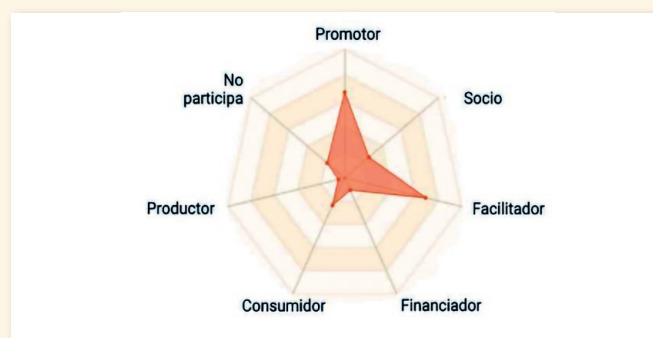 Promotor
No
participa
Socio
Productor
Facilitador
Consumidor
Financiador